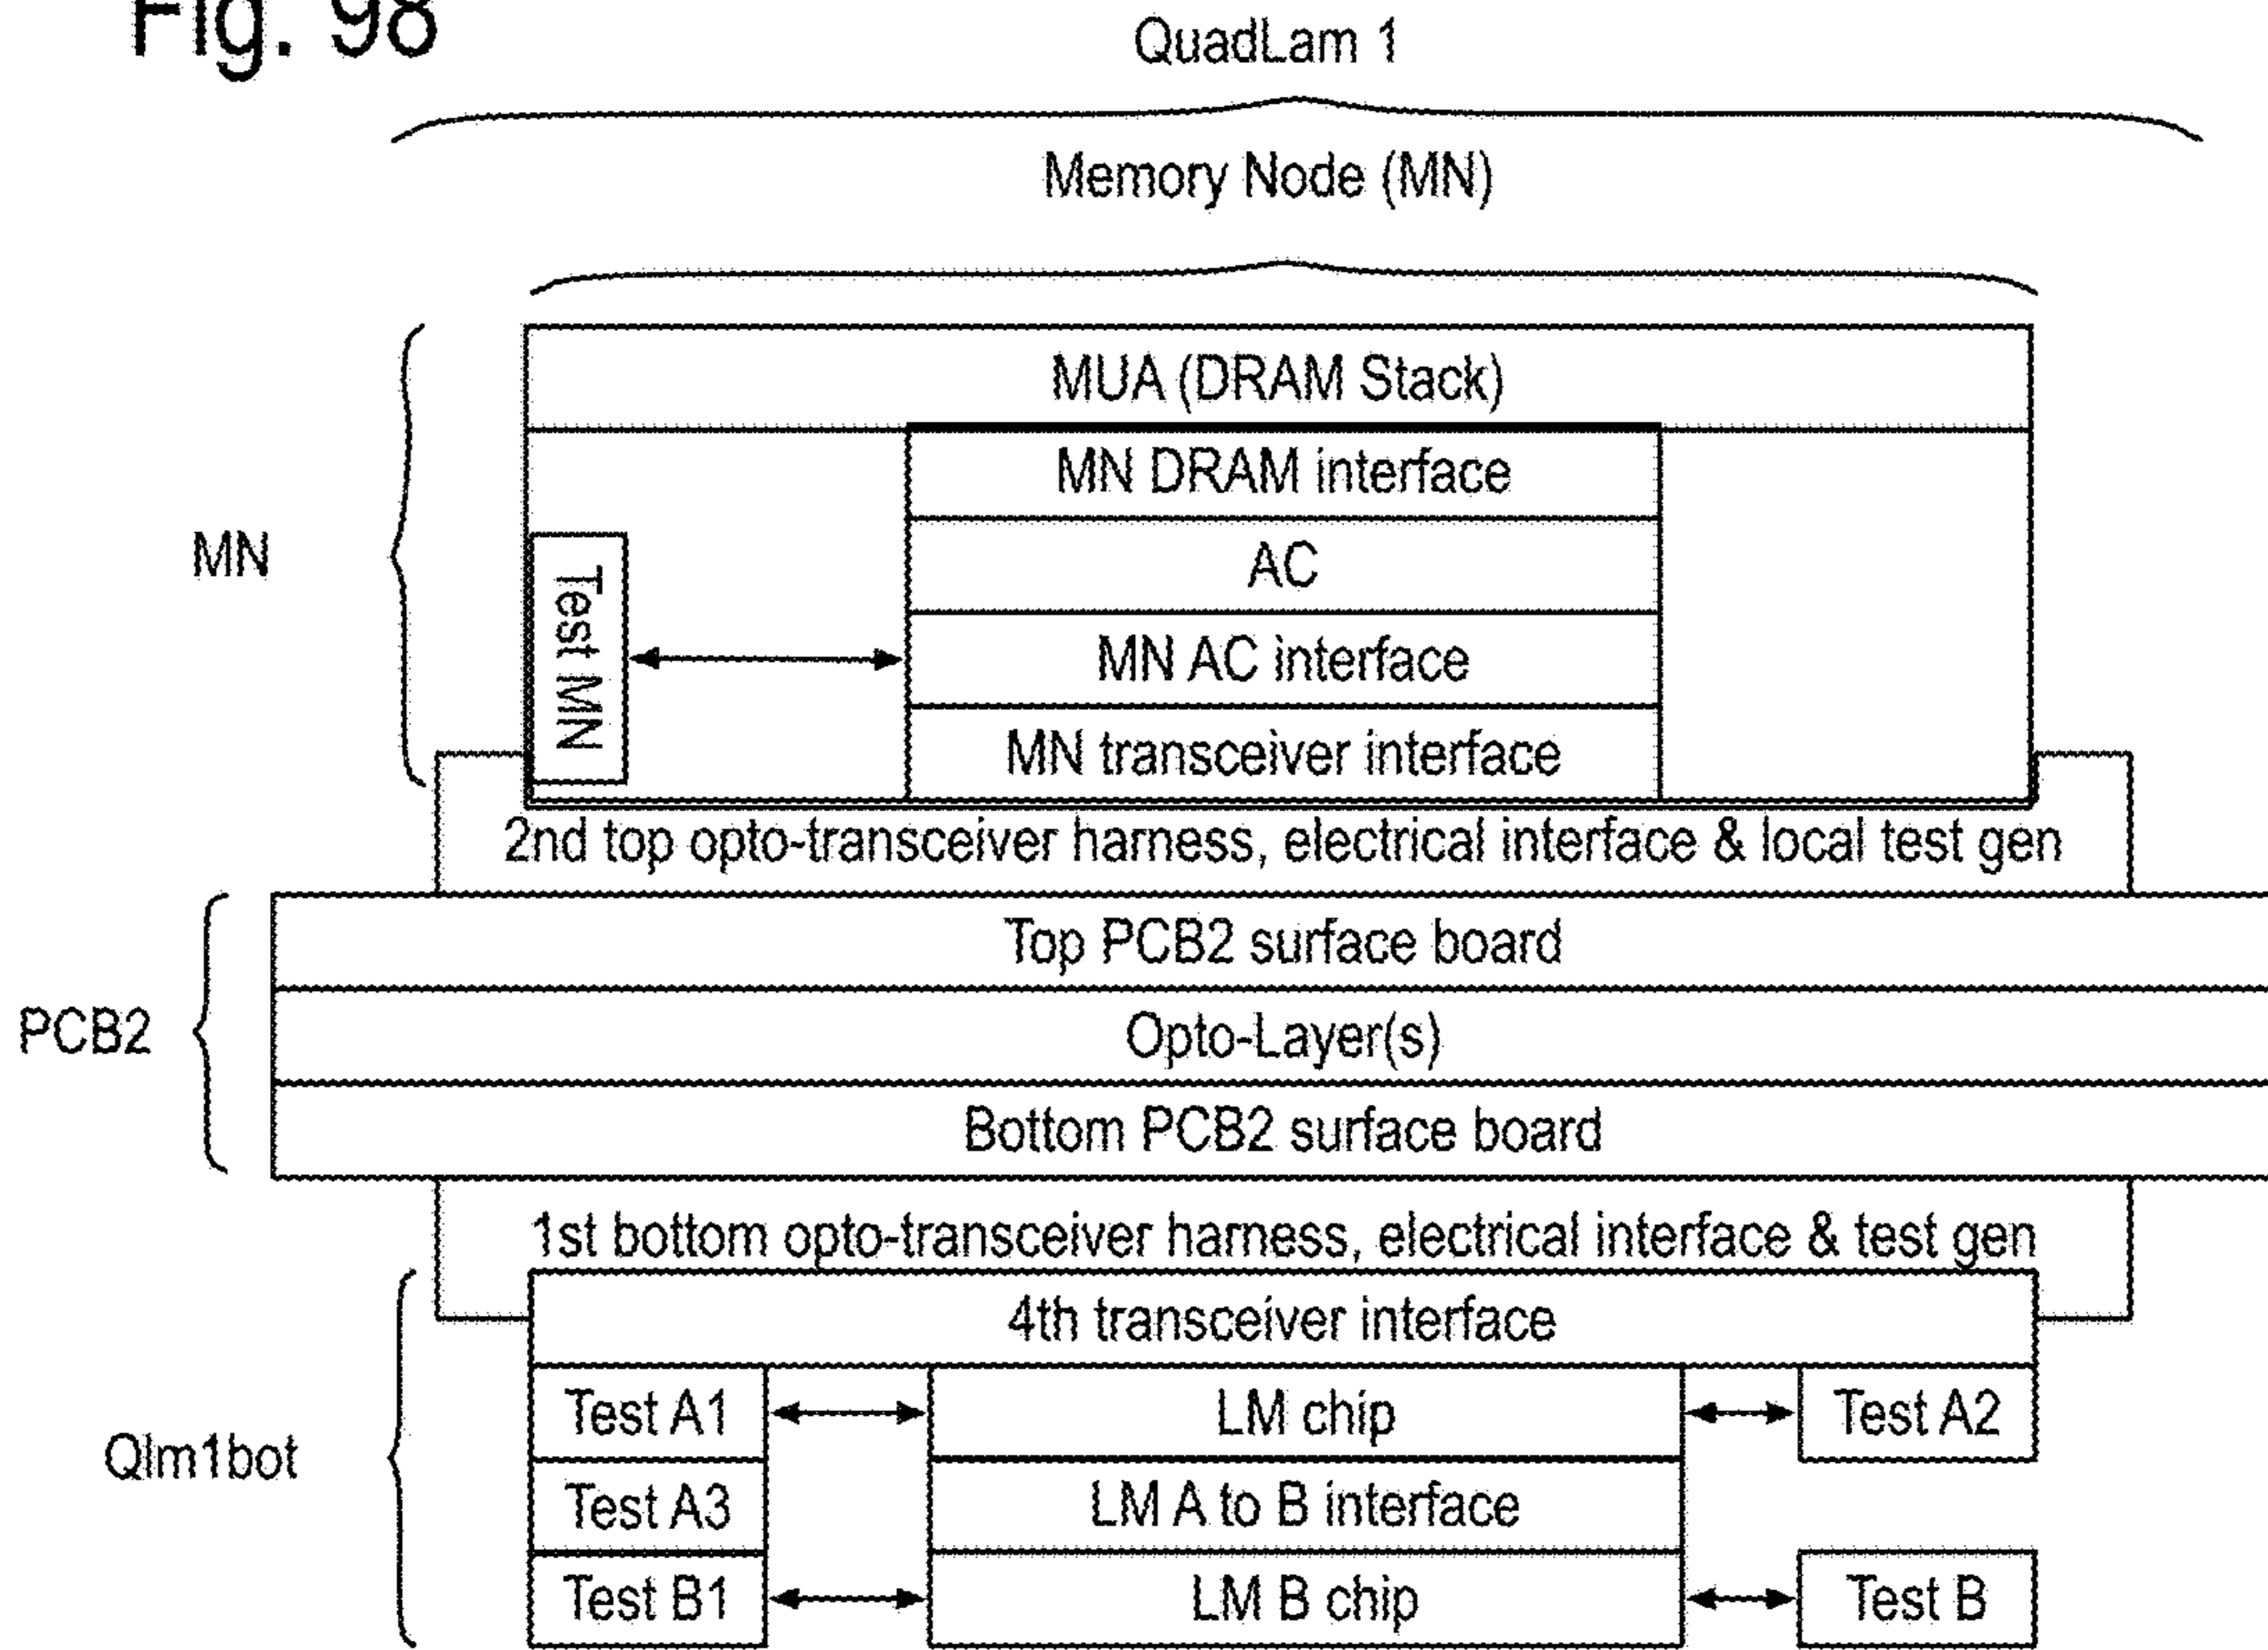 Fig. 98
QuadLam 1
Memory Node (MN)
MUA (DRAM Stack)
MN DRAM interface
MN
AC
Test MN
MN AC interface
MN transceiver interface
2nd top opto-transceiver harness, electrical interface & local test gen
Top PCB2 surface board
PCB2
Opto-Layer(s)
Bottom PCB2 surface board
1st bottom opto-transceiver harness, electrical interface & test gen
4th transceiver interface
Test A1
LM chip
Test A2
Qlm1bot
Test A3
LM A to B interface
Test B1
LM B chip
Test B